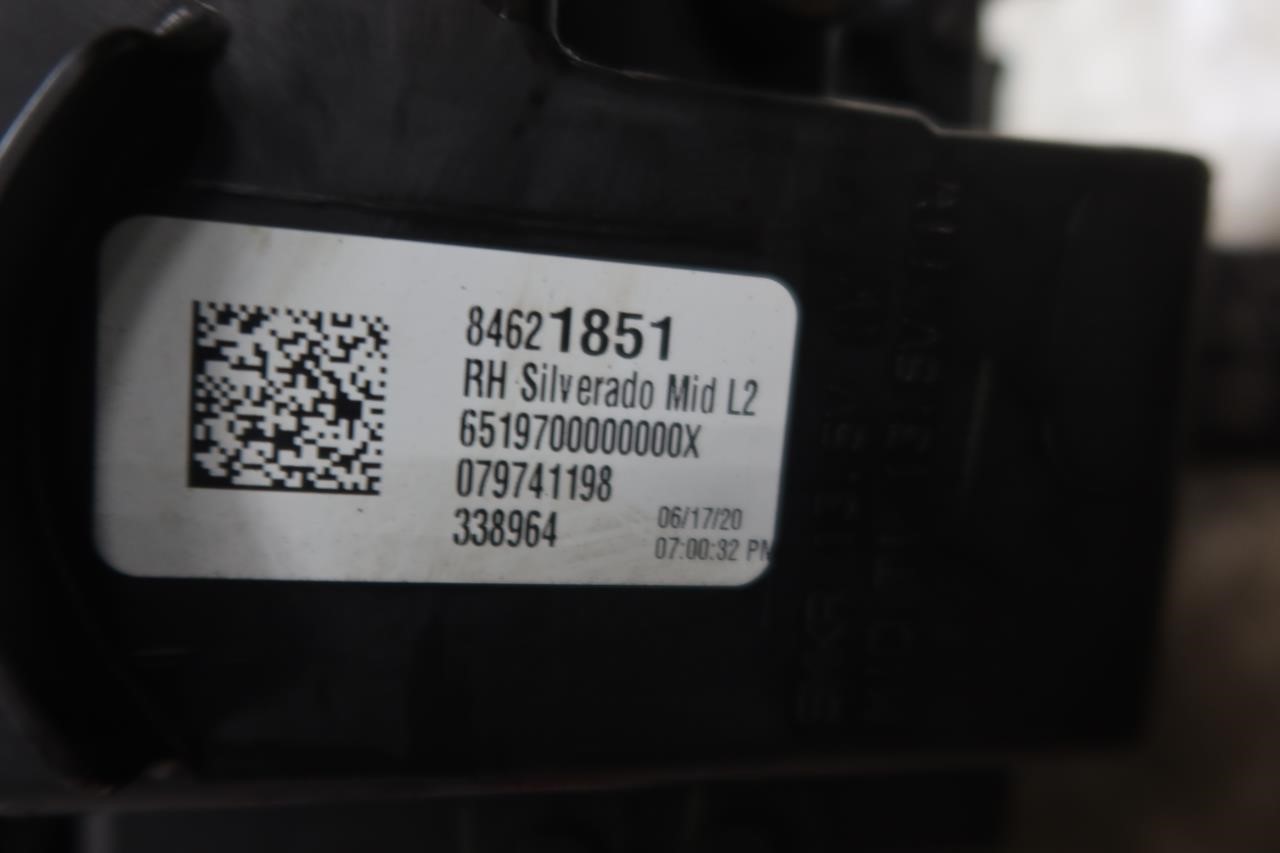 84621851
RH Silverado Mid L2
6519700000000X
079741198
338964
06/17/20
07:00:32 PM